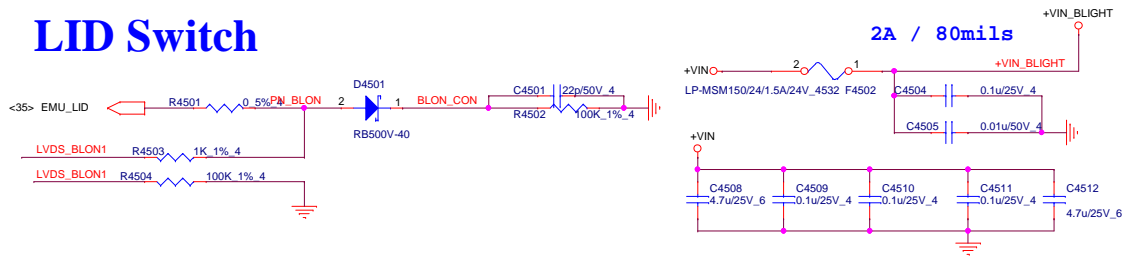 LID Switch
2A / 80mils
+VIN_BLIGHT
+VIN
2
1
+VIN_BLIGHT
LP-MSM150/24/1.5A/24V_4532 F4502
<35> EMU_LID
R4501
0_5%_4
PN_BLON
2
D4501
1
RB500V-40
BLON_CON
C4501
22p/50V_4
R4502
100K_1%_4
C4504
0.1u/25V_4
C4505
0.01u/50V_4
LVDS_BLON1
R4503
1K_1%_4
LVDS_BLON1
R4504
100K_1%_4
+VIN
C4508
4.7u/25V_6
C4509
0.1u/25V_4
C4510
0.1u/25V_4
C4511
0.1u/25V_4
C4512
4.7u/25V_6